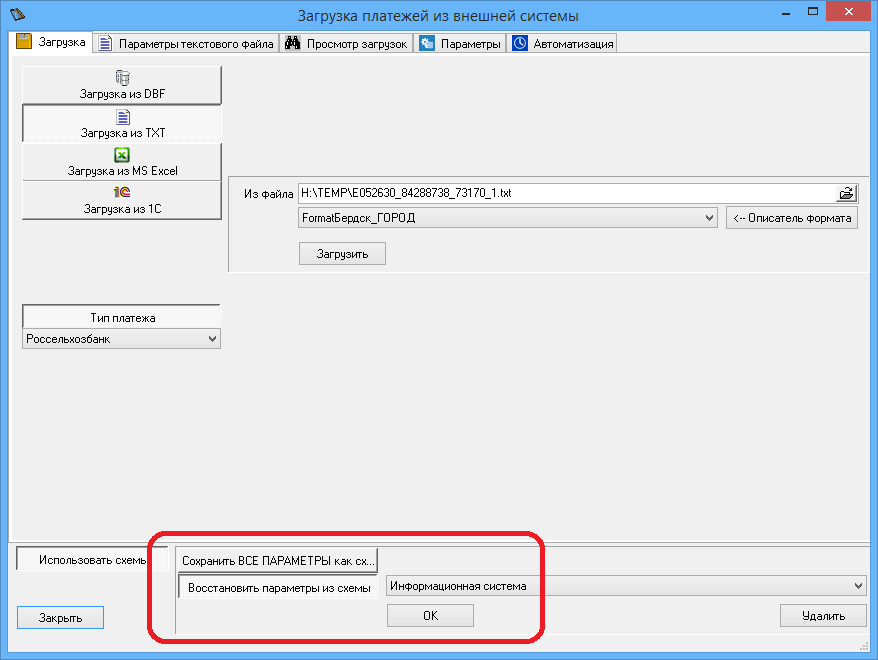 Загрузка платежей из внешней системы
Загрузка
Параметры текстового файла
Просмотр загрузок
Параметры
Автоматизация
Загрузка из DBF
Загрузка из TXT
Загрузка из MS Excel
1С
Загрузка из 1С
Из файла
H:\TEMP\E052630_84288738_73170_1.txt
FormatБердск_ГОРОД
<-- Описатель формата
Загрузить
Тип платежа
Россельхозбанк
Использовать схемы
Сохранить ВСЕ ПАРАМЕТРЫ как сх...
Восстановить параметры из схемы
Информационная система
Закрыть
OK
Удалить